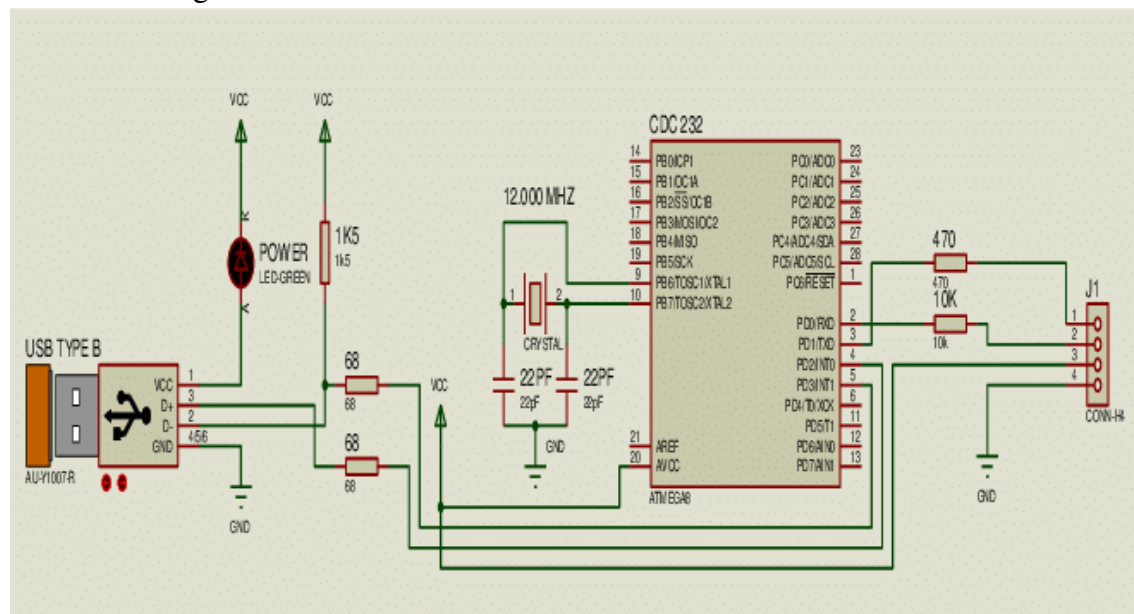 VCC
VCC
K
POWER
LED-GREEN
A
1K5
1k5
USB TYPE B
VCC 1
D+ 3
D- 2
GND 456
AU-Y1007-R
GND
68
68
68
68
VCC
12.000 MHZ
1 2
CRYSTAL
22PF
22pF
22PF
22pF
GND
CDC 232
14 PB0/ICP1
15 PB1/OC1A
16 PB2/SS/OC1B
17 PB3/MOSI/OC2
18 PB4/MISO
19 PB5/SCK
9 PB6/TOSC1/XTAL1
10 PB7/TOSC2/XTAL2
21 AREF
20 AVCC
PC0/ADC0 23
PC1/ADC1 24
PC2/ADC2 25
PC3/ADC3 26
PC4/ADC4/SDA 27
PC5/ADC5/SCL 28
PC6/RESET 1
PD0/RXD 2
PD1/TXD 3
PD2/INT0 4
PD3/INT1 5
PD4/T0/XCK 6
PD5/T1 11
PD6/AIN0 12
PD7/AIN1 13
ATMEGA8
470
470
10K
10k
J1
1
2
3
4
CONN-H4
GND